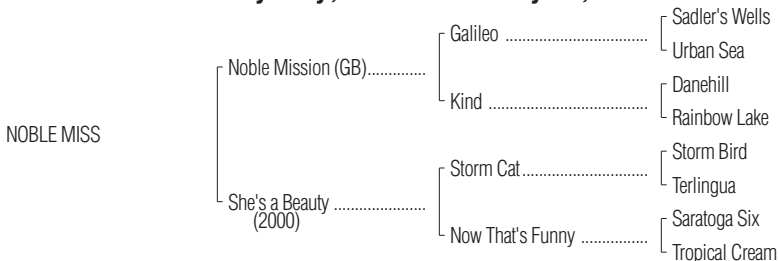 Sadler's Wells
Galileo ................................
Urban Sea
Noble Mission (GB).............
Danehill
Kind ...................................
Rainbow Lake
NOBLE MISS
Storm Bird
Storm Cat............................
Terlingua
She's a Beauty .....................
(2000)
Saratoga Six
Now That's Funny ...............
Tropical Cream